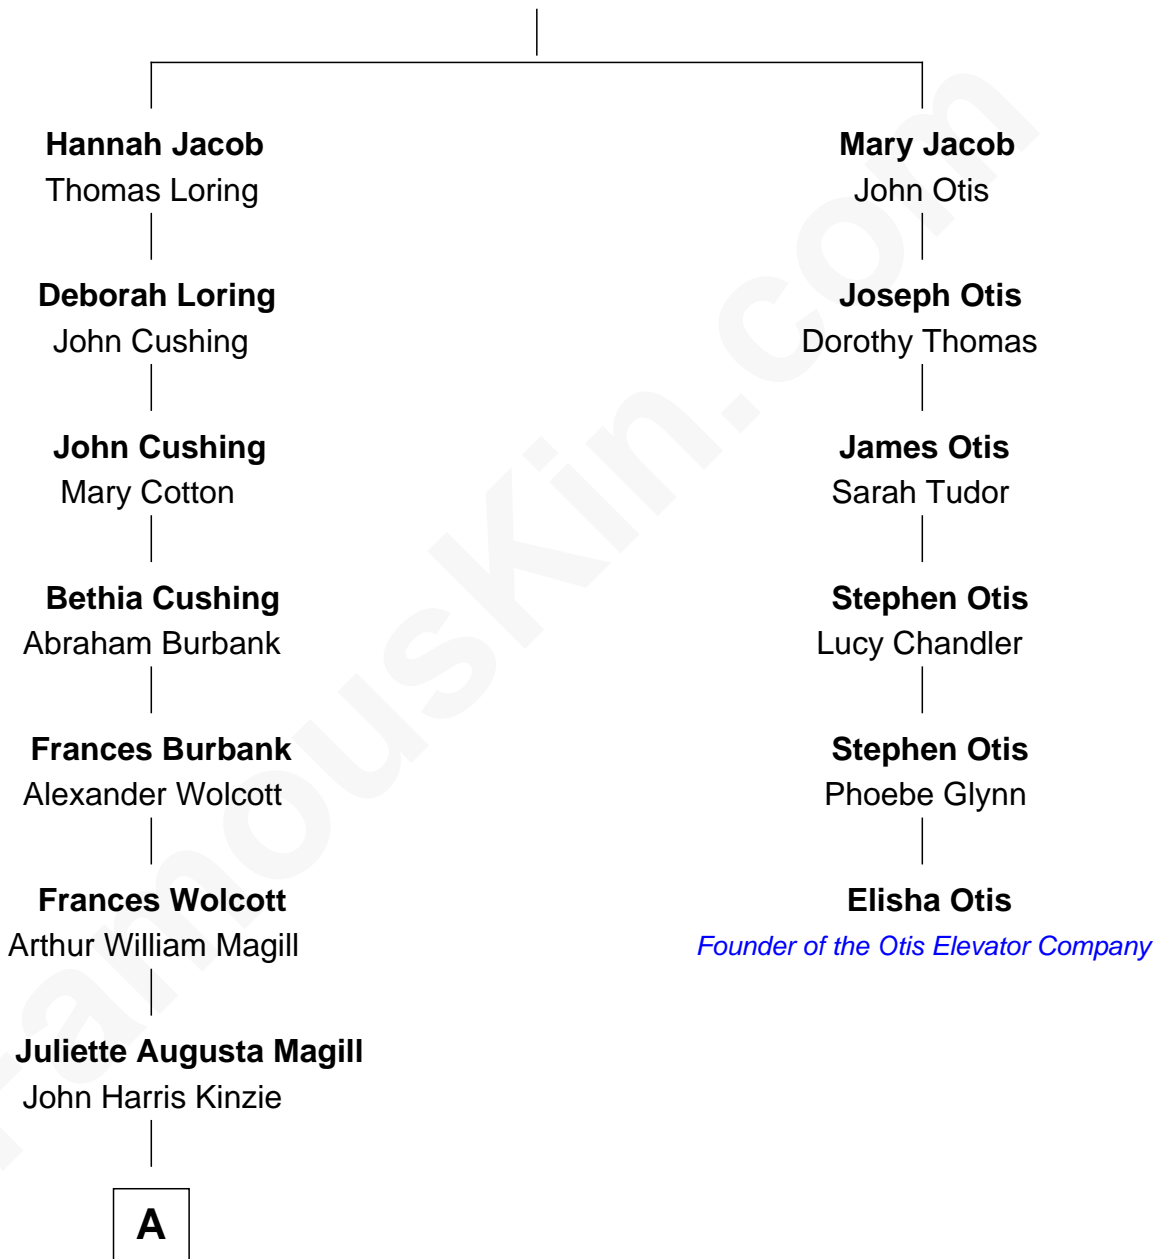 Hannah Jacob
Thomas Loring
Mary Jacob
John Otis
Deborah Loring
John Cushing
Joseph Otis
Dorothy Thomas
John Cushing
Mary Cotton
James Otis
Sarah Tudor
Bethia Cushing
Abraham Burbank
Stephen Otis
Lucy Chandler
Frances Burbank
Alexander Wolcott
Stephen Otis
Phoebe Glynn
Frances Wolcott
Arthur William Magill
Elisha Otis
Founder of the Otis Elevator Company
Juliette Augusta Magill
John Harris Kinzie
A
FamousKin.com